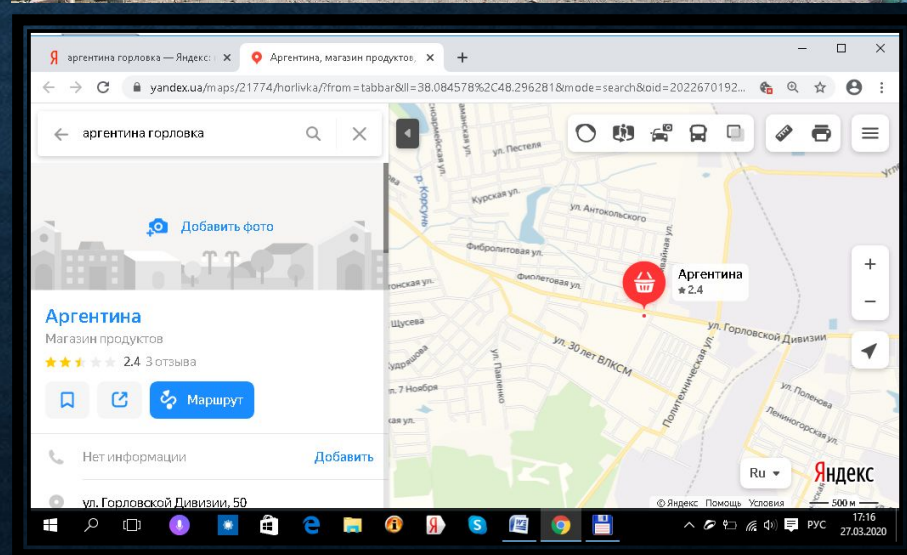 аргентина горловка — Яндекс:
Аргентина, магазин продуктов,
yandex.ua/maps/21774/horlivka/?from=tabbar&ll=38.084578%2C48.296281&mode=search&oid=2022670192...
аргентина горловка
Добавить фото
Аргентина
Магазин продуктов
2.4 3 отзыва
Маршрут
Нет информации
Добавить
ул. Горловской Дивизии, 50
ул. Пестеля
р. Корсунь
Курская ул.
ул. Антокольского
Фибролитовая ул.
Фиолетовая ул.
Аргентина
2.4
Щусева
ул. Горловской Дивизии
ул. 30 лет ВЛКСМ
ул. Павленко
Политехническая ул.
7 Ноября
ул. Поленова
Лениногорская ул.
Ru
Яндекс
© Яндекс Помощь Условия
500 м
РУС
17:16
27.03.2020